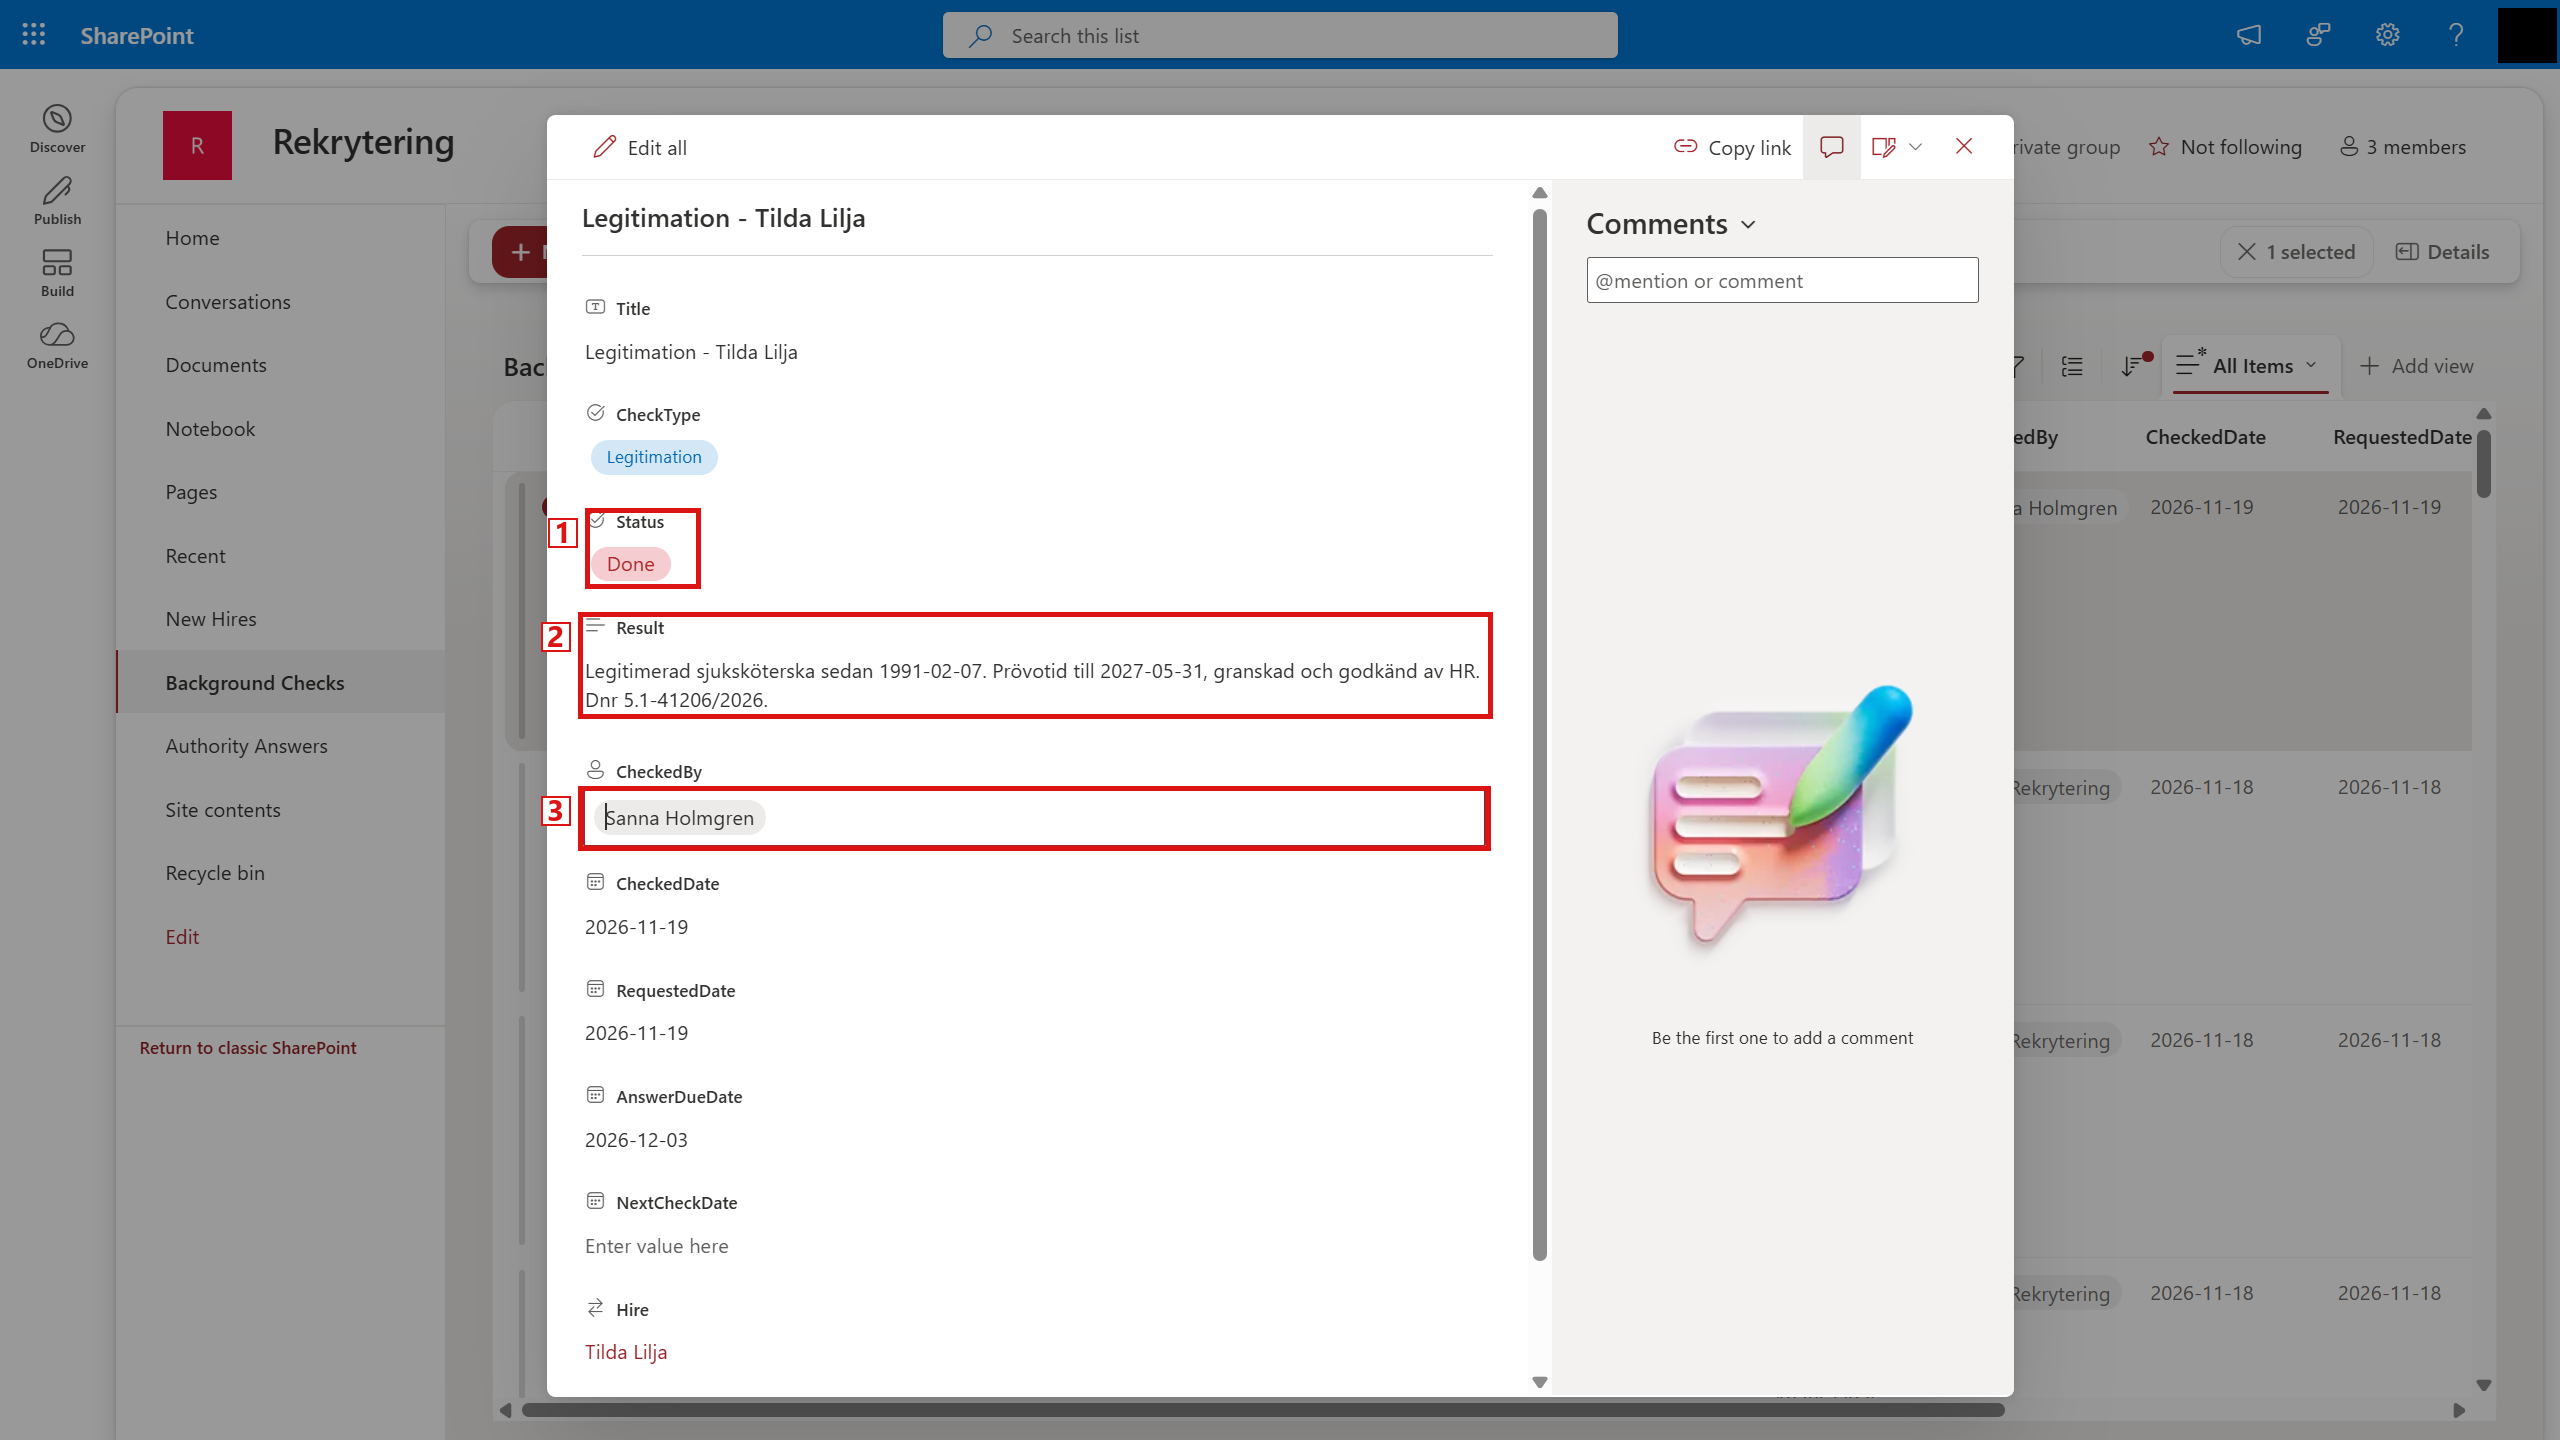 SharePoint
Search this list
Discover
Publish
Build
OneDrive
R
Rekrytering
rivate group
Not following
3 members
Home
Conversations
Documents
Notebook
Pages
Recent
New Hires
Background Checks
Authority Answers
Site contents
Recycle bin
Edit
Return to classic SharePoint
1 selected
Details
Bac
All Items
Add view
edBy
CheckedDate
RequestedDate
a Holmgren
2026-11-19
2026-11-19
Rekrytering
2026-11-18
2026-11-18
Rekrytering
2026-11-18
2026-11-18
Rekrytering
2026-11-18
2026-11-18
Edit all
Copy link
Legitimation - Tilda Lilja
Title
Legitimation - Tilda Lilja
CheckType
Legitimation
1
Status
Done
2
Result
Legitimerad sjuksköterska sedan 1991-02-07. Prövotid till 2027-05-31, granskad och godkänd av HR.
Dnr 5.1-41206/2026.
CheckedBy
3
Sanna Holmgren
CheckedDate
2026-11-19
RequestedDate
2026-11-19
AnswerDueDate
2026-12-03
NextCheckDate
Enter value here
Hire
Tilda Lilja
Comments
@mention or comment
Be the first one to add a comment